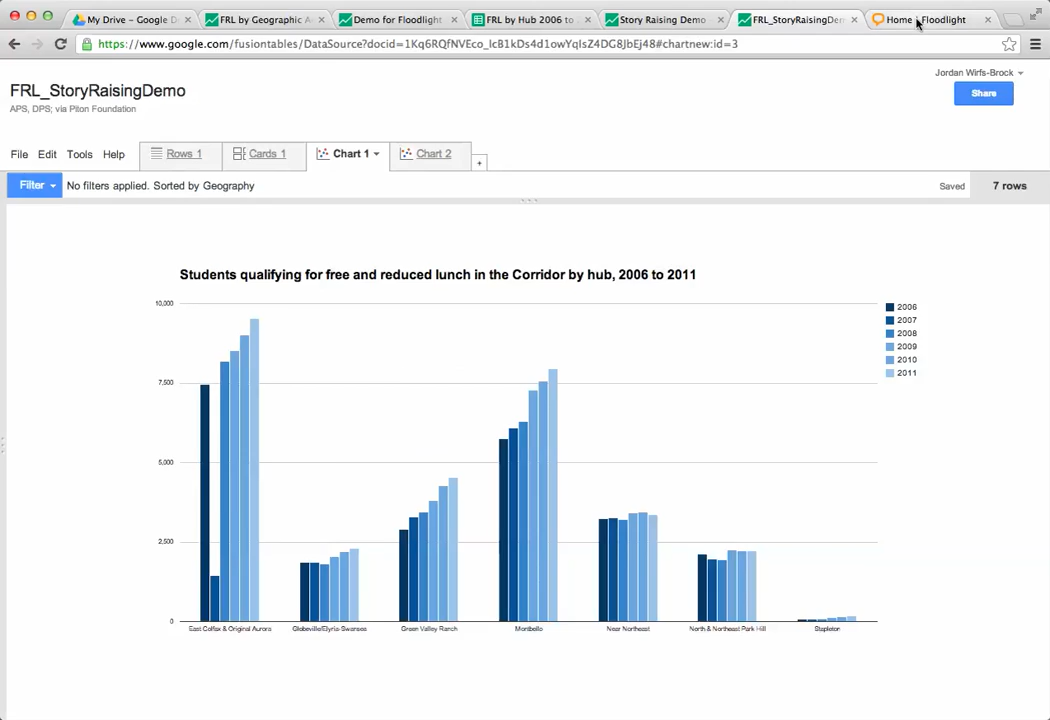 My Drive – Google D
FRL by Geographic A
Demo for Floodlight
FRL by Hub 2006 to
Story Raising Demo
FRL_StoryRaisingDem
Home | Floodlight
https://www.google.com/fusiontables/DataSource?docid=1Kq6RQfNVEco_IcB1kDs4d1owYqIsZ4DG8JbEj48#chartnew:id=3
Jordan Wirfs-Brock
FRL_StoryRaisingDemo
Share
APS, DPS; via Piton Foundation
File Edit Tools Help
Rows 1
Cards 1
Chart 1
Chart 2
+
Filter
No filters applied. Sorted by Geography
Saved
7 rows
Students qualifying for free and reduced lunch in the Corridor by hub, 2006 to 2011
10,000
7,500
5,000
2,500
0
2006
2007
2008
2009
2010
2011
East Colfax & Original Aurora
Globeville/Elyria-Swansea
Green Valley Ranch
Montbello
Near Northeast
North & Northeast Park Hill
Stapleton